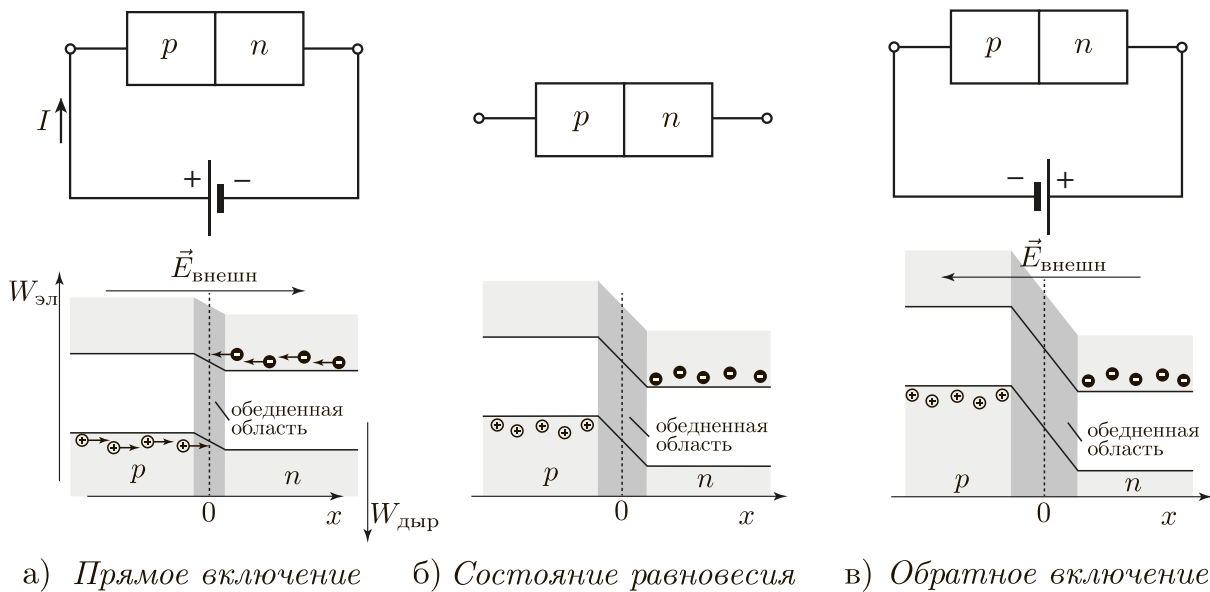 p n
I
+ −
p n
p n
− +
W_эл
E⃗_внешн
обедненная
область
p n
0 x
W_дыр
обедненная
область
p n
0 x
E⃗_внешн
обедненная
область
p n
0 x
а) Прямое включение
б) Состояние равновесия
в) Обратное включение